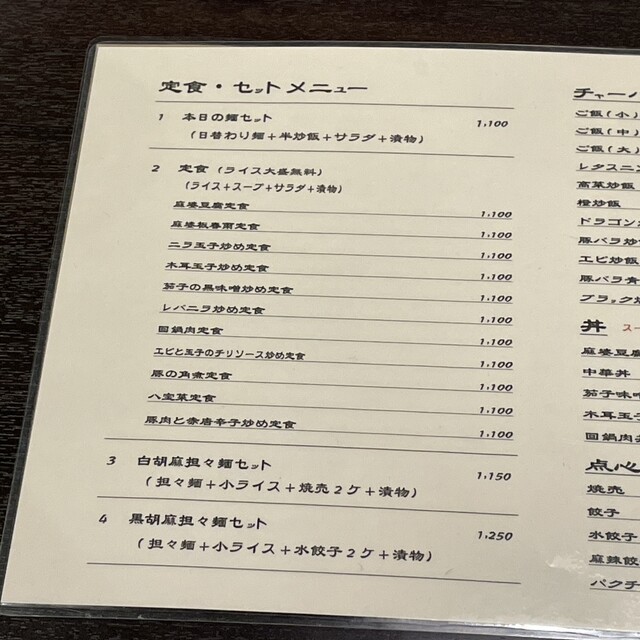 定食・セットメニュー
1 本日の麺セット 1,100
(日替わり麺+半炒飯+サラダ+漬物)
2 定食 (ライス大盛無料)
(ライス+スープ+サラダ+漬物)
麻婆豆腐定食 1,100
麻婆板春雨定食 1,100
ニラ玉子炒め定食 1,100
木耳玉子炒め定食 1,100
茄子の黒味噌炒め定食 1,100
レバニラ炒め定食 1,100
回鍋肉定食 1,100
エビと玉子のチリソース炒め定食 1,100
豚の角煮定食 1,100
八宝菜定食 1,100
豚肉と赤唐辛子炒め定食 1,100
3 白胡麻担々麺セット 1,150
(担々麺+小ライス+焼売2ケ+漬物)
4 黒胡麻担々麺セット 1,250
(担々麺+小ライス+水餃子2ケ+漬物)
チャーハ
ご飯(小)
ご飯(中)
ご飯(大)
レタスニン
高菜炒飯
橙炒飯
ドラゴン
豚バラ炒
エビ炒飯
豚バラ青
ブラック炒
丼 スー
麻婆豆腐
中華丼
茄子味噌
木耳玉子
回鍋肉丼
点心
焼売
餃子
水餃子
麻辣餃
パクチ